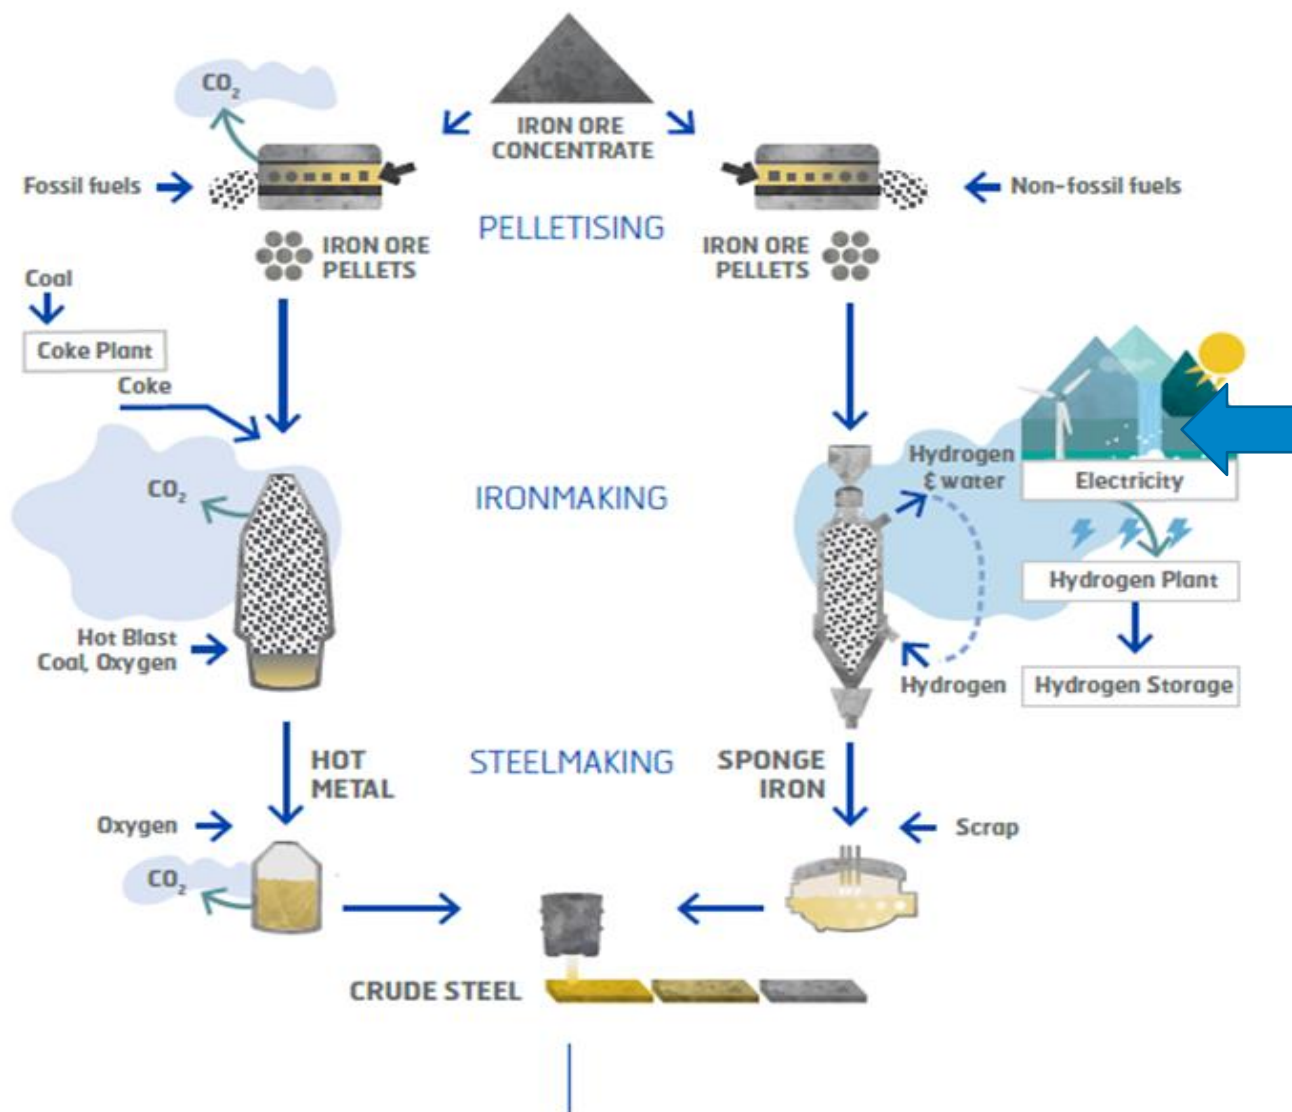 CO₂
IRON ORE
CONCENTRATE
Fossil fuels
Non-fossil fuels
PELLETISING
IRON ORE
PELLETS
IRON ORE
PELLETS
Coal
Coke Plant
Coke
CO₂
IRONMAKING
Hydrogen
& water
Electricity
Hydrogen Plant
Hot Blast
Coal, Oxygen
Hydrogen
Hydrogen Storage
HOT
METAL
STEELMAKING
SPONGE
IRON
Oxygen
Scrap
CO₂
CRUDE STEEL